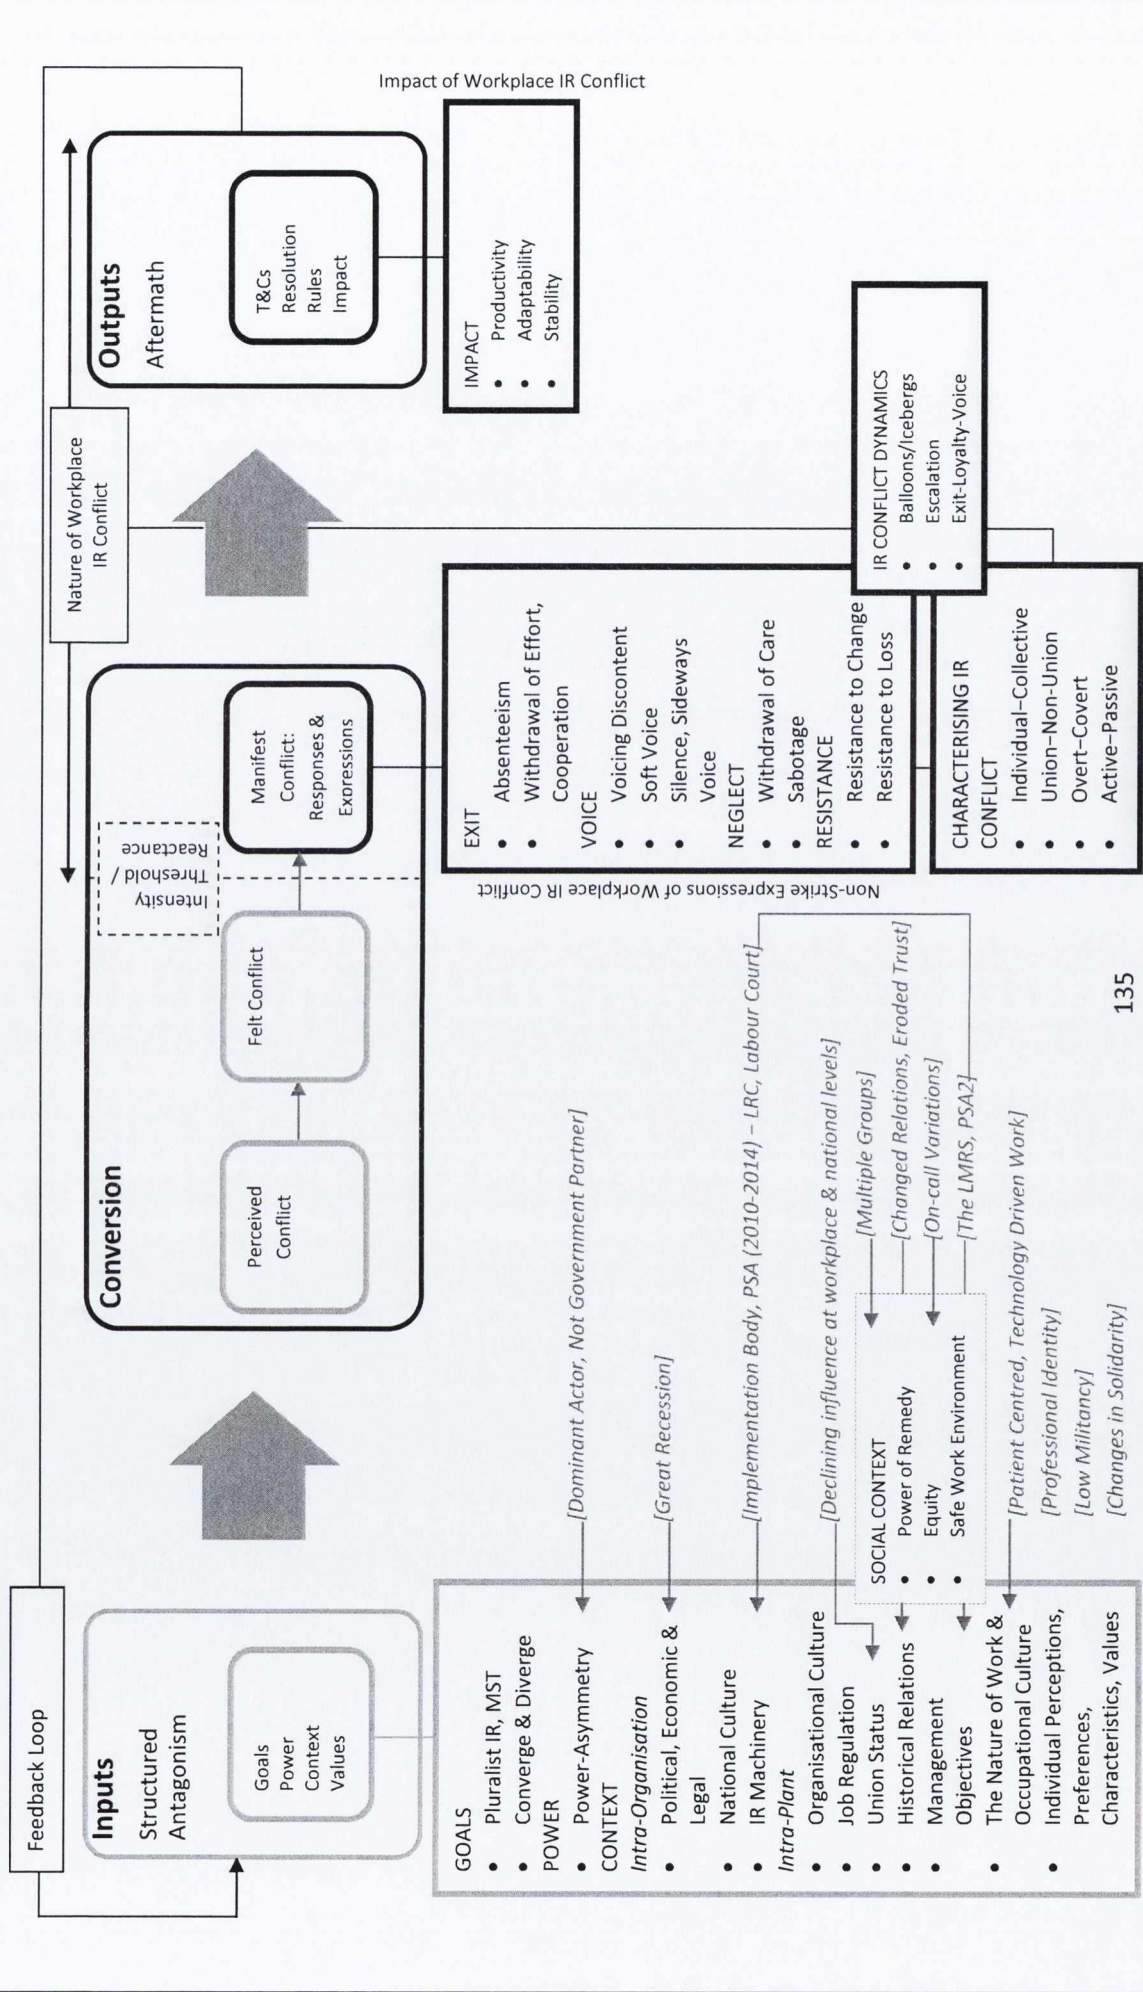 Feedback Loop
Inputs
Structured
Antagonism
Goals
Power
Context
Values
GOALS
• Pluralist IR, MST
• Converge & Diverge
POWER
• Power-Asymmetry
CONTEXT
Intra-Organisation
• Political, Economic &
Legal
• National Culture
• IR Machinery
Intra-Plant
• Organisational Culture
• Job Regulation
• Union Status
• Historical Relations
• Management
Objectives
• The Nature of Work &
Occupational Culture
• Individual Perceptions,
Preferences,
Characteristics, Values
[Dominant Actor, Not Government Partner]
[Great Recession]
[Implementation Body, PSA (2010-2014) – LRC, Labour Court]
[Declining influence at workplace & national levels]
SOCIAL CONTEXT
• Power of Remedy
• Equity
• Safe Work Environment
[Multiple Groups]
[Changed Relations, Eroded Trust]
[On-call Variations]
[The LMRS, PSA2]
[Patient Centred, Technology Driven Work]
[Professional Identity]
[Low Militancy]
[Changes in Solidarity]
Conversion
Perceived
Conflict
Felt Conflict
Intensity
Threshold /
Reactance
Manifest
Conflict:
Responses &
Exoressions
Non-Strike Expressions of Workplace IR Conflict
EXIT
• Absenteeism
• Withdrawal of Effort,
Cooperation
VOICE
• Voicing Discontent
• Soft Voice
• Silence, Sideways
Voice
NEGLECT
• Withdrawal of Care
• Sabotage
RESISTANCE
• Resistance to Change
• Resistance to Loss
CHARACTERISING IR
CONFLICT
• Individual–Collective
• Union–Non-Union
• Overt–Covert
• Active–Passive
IR CONFLICT DYNAMICS
• Balloons/Icebergs
• Escalation
• Exit-Loyalty-Voice
Nature of Workplace
IR Conflict
Outputs
Aftermath
T&Cs
Resolution
Rules
Impact
IMPACT
• Productivity
• Adaptability
• Stability
Impact of Workplace IR Conflict
135